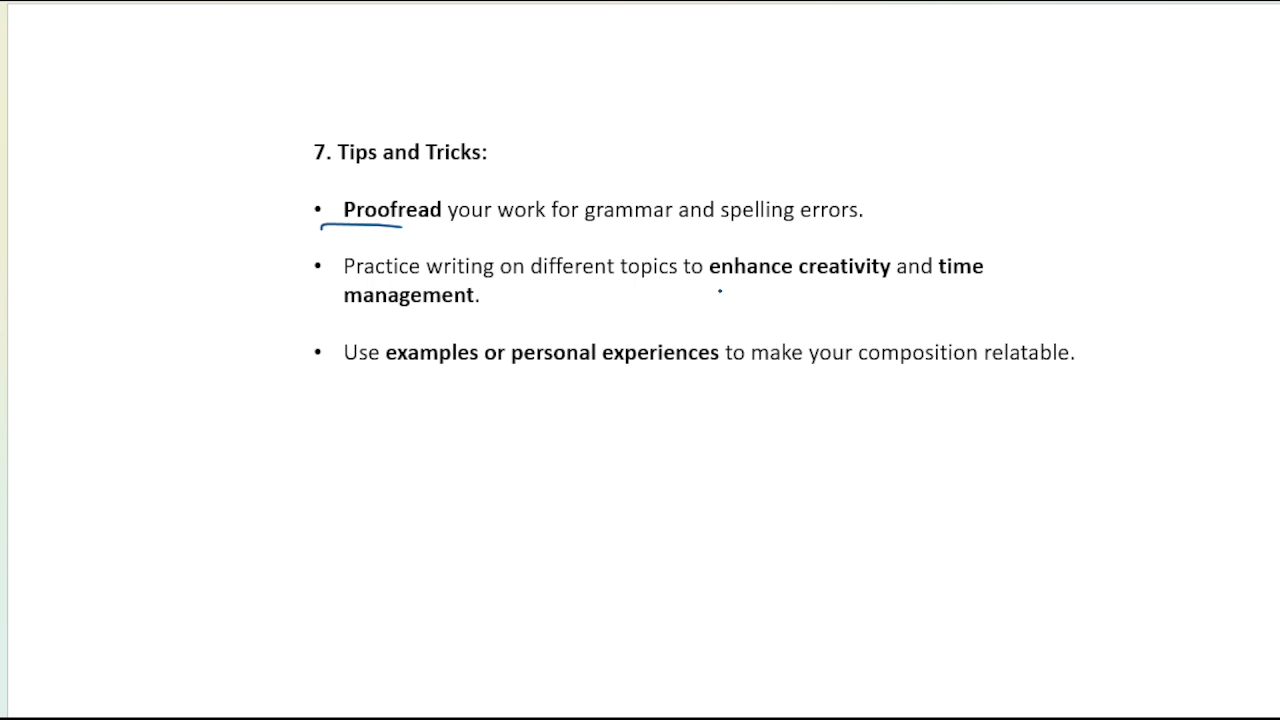 7. Tips and Tricks:
• Proofread your work for grammar and spelling errors.
• Practice writing on different topics to enhance creativity and time
management.
• Use examples or personal experiences to make your composition relatable.